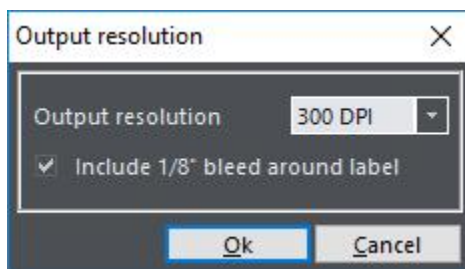 Output resolution
Output resolution 300 DPI
Include 1/8" bleed around label
Ok Cancel